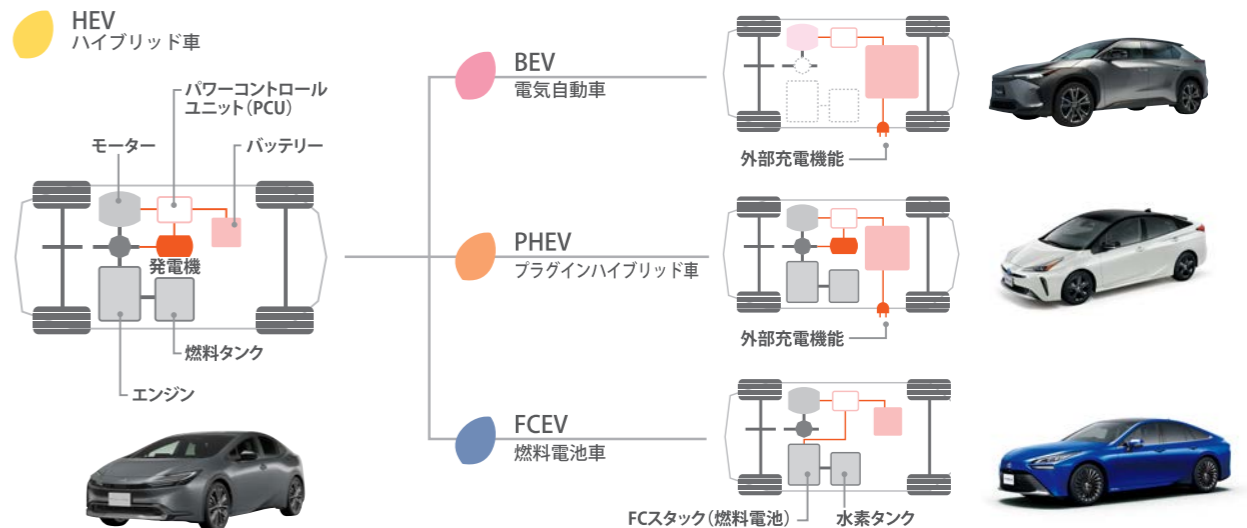 HEV
ハイブリッド車
パワーコントロール
ユニット（PCU）
モーター
バッテリー
発電機
燃料タンク
エンジン
BEV
電気自動車
外部充電機能
PHEV
プラグインハイブリッド車
外部充電機能
FCEV
燃料電池車
FCスタック（燃料電池）
水素タンク